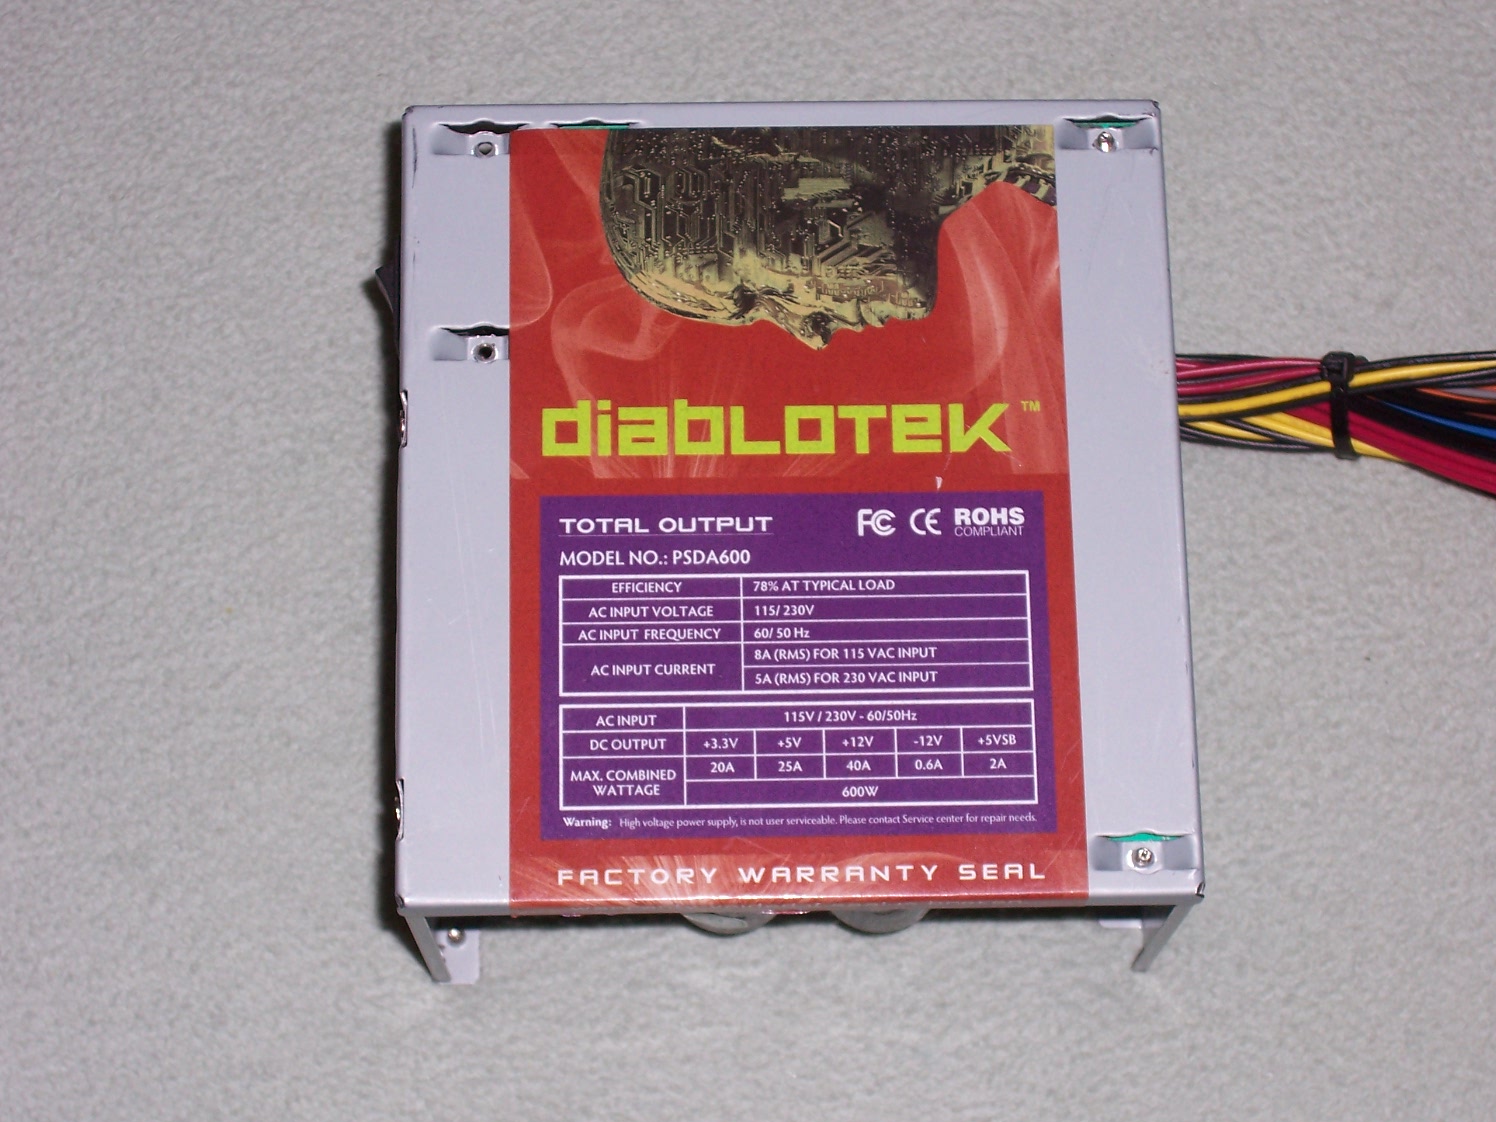 diablotek™
TOTAL OUTPUT
FC CE ROHS
COMPLIANT
MODEL NO.: PSDA600
EFFICIENCY 78% AT TYPICAL LOAD
AC INPUT VOLTAGE 115/ 230V
AC INPUT FREQUENCY 60/ 50 Hz
AC INPUT CURRENT 8A (RMS) FOR 115 VAC INPUT
5A (RMS) FOR 230 VAC INPUT
AC INPUT 115V / 230V - 60/50Hz
DC OUTPUT +3.3V +5V +12V -12V +5VSB
MAX. COMBINED WATTAGE 20A 25A 40A 0.6A 2A
600W
Warning: High voltage power supply, is not user serviceable. Please contact Service center for repair needs.
FACTORY WARRANTY SEAL